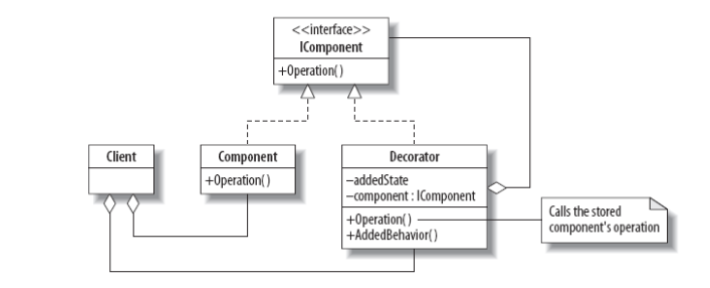 <<interface>>
IComponent
+Operation()
Client
Component
+Operation()
Decorator
–addedState
–component : IComponent
+Operation()
+AddedBehavior()
Calls the stored
component's operation